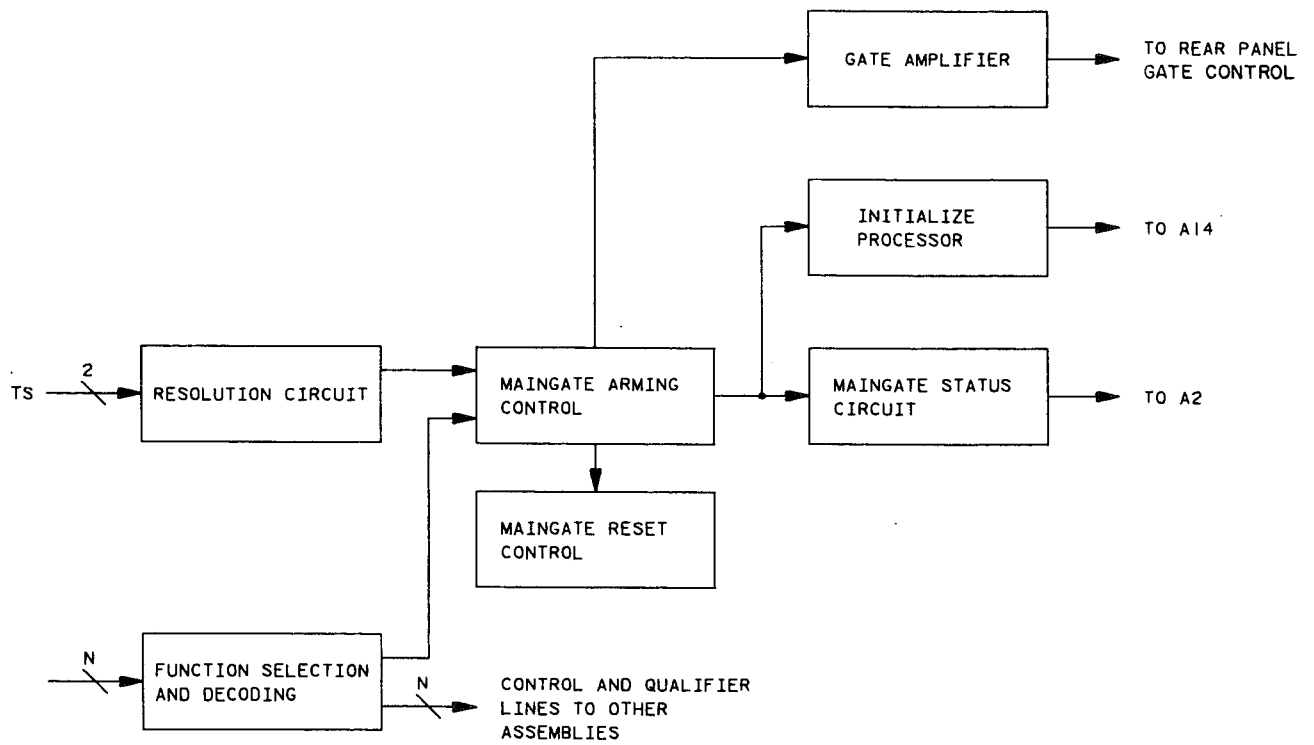 GATE AMPLIFIER
TO REAR PANEL
GATE CONTROL
INITIALIZE
PROCESSOR
TO A14
2
TS
RESOLUTION CIRCUIT
MAINGATE ARMING
CONTROL
MAINGATE STATUS
CIRCUIT
TO A2
MAINGATE RESET
CONTROL
N
FUNCTION SELECTION
AND DECODING
N
CONTROL AND QUALIFIER
LINES TO OTHER
ASSEMBLIES